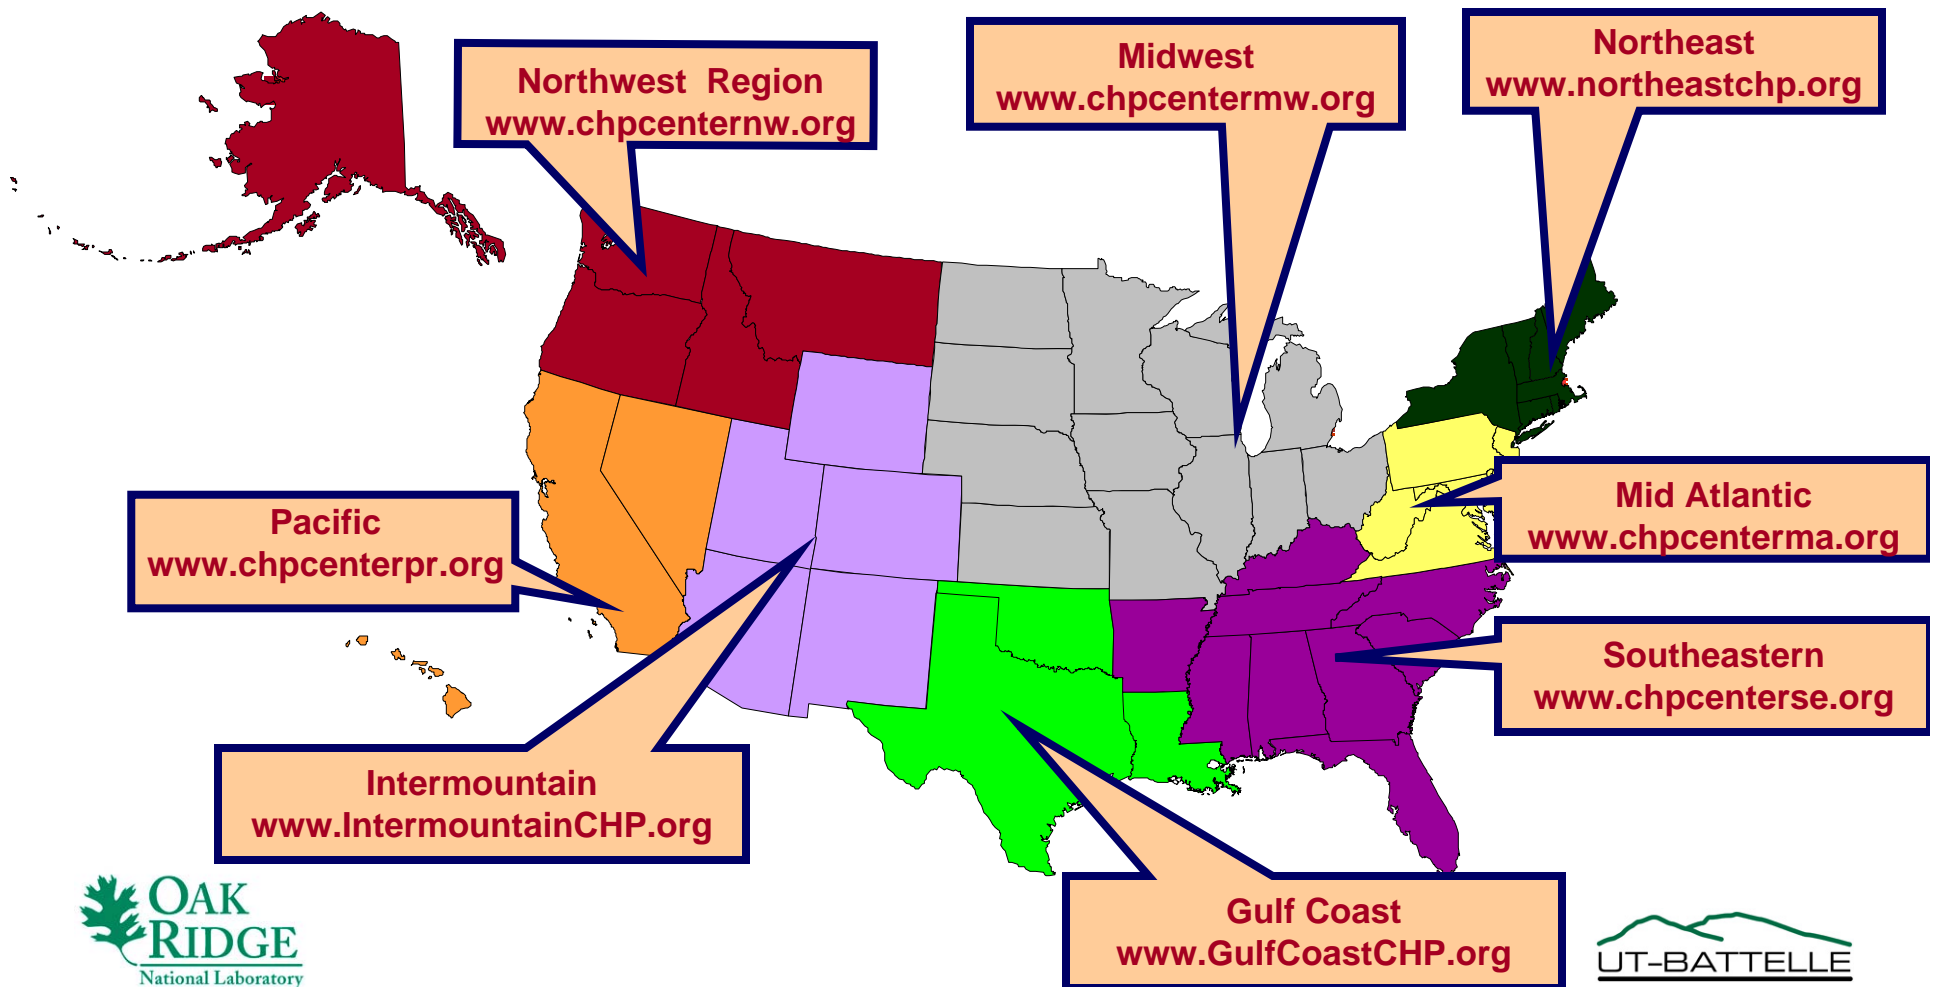 Northwest Region
www.chpcenternw.org
Midwest
www.chpcentermw.org
Northeast
www.northeastchp.org
Pacific
www.chpcenterpr.org
Mid Atlantic
www.chpcenterma.org
Southeastern
www.chpcenterse.org
Intermountain
www.IntermountainCHP.org
Gulf Coast
www.GulfCoastCHP.org
OAK
RIDGE
National Laboratory
UT-BATTELLE